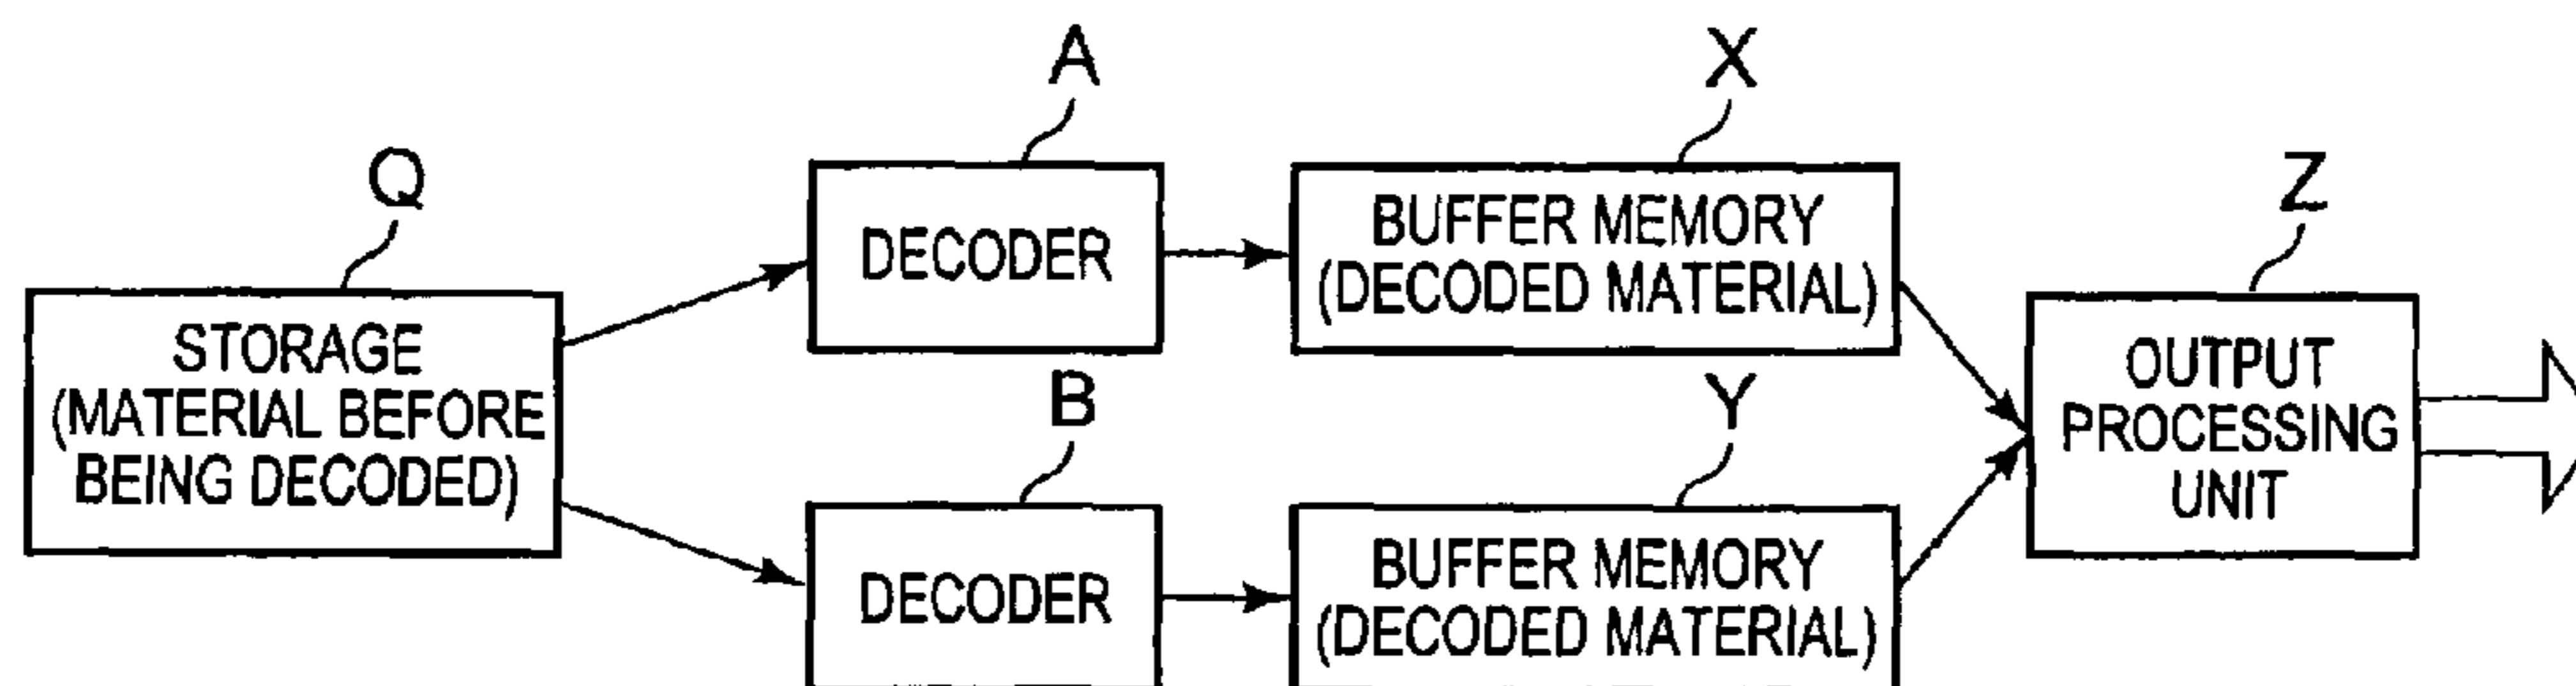 Q
STORAGE
(MATERIAL BEFORE
BEING DECODED)
A
DECODER
X
BUFFER MEMORY
(DECODED MATERIAL)
B
DECODER
Y
BUFFER MEMORY
(DECODED MATERIAL)
Z
OUTPUT
PROCESSING
UNIT